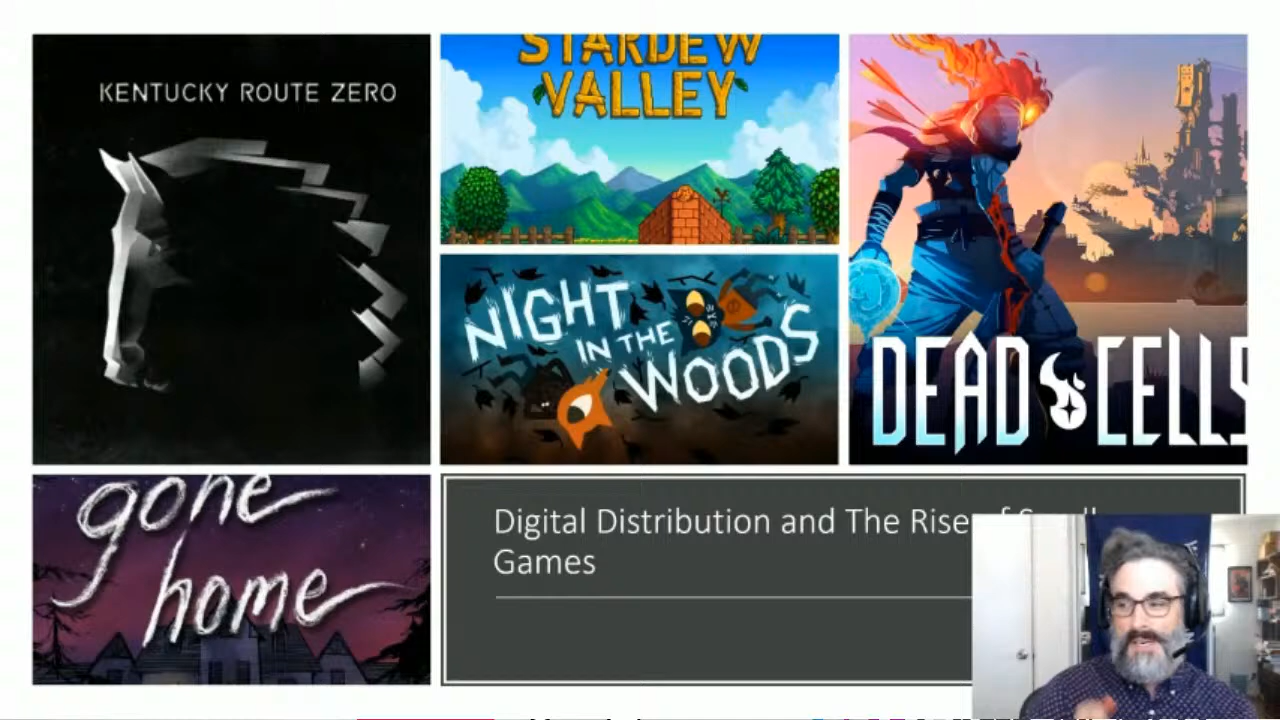 KENTUCKY ROUTE ZERO
STARDEW
VALLEY
NIGHT
IN THE
WOODS
DEAD CELLS
gone
home
Digital Distribution and The Rise of
Games